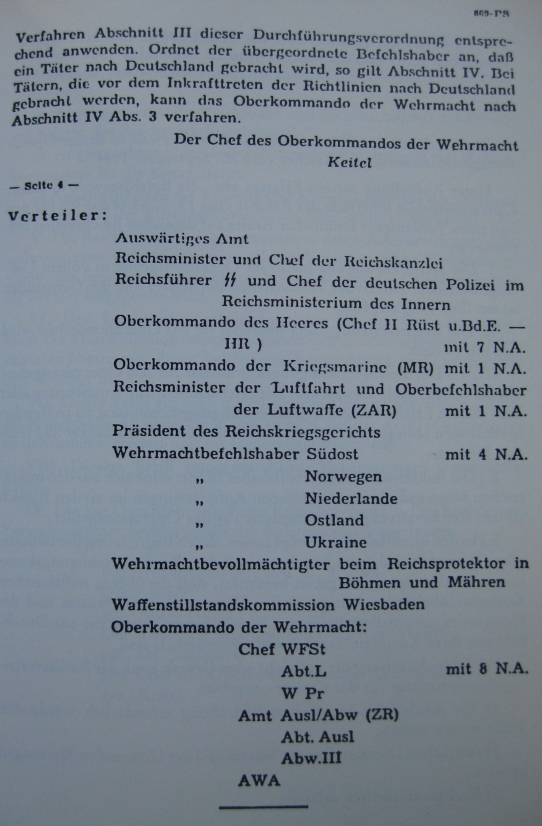 669-PS
Verfahren Abschnitt III dieser Durchführungsverordnung entspre-
chend anwenden. Ordnet der übergeordnete Befehlshaber an, daß
ein Täter nach Deutschland gebracht wird, so gilt Abschnitt IV. Bei
Tätern, die vor dem Inkrafttreten der Richtlinien nach Deutschland
gebracht werden, kann das Oberkommando der Wehrmacht nach
Abschnitt IV Abs. 3 verfahren.
Der Chef des Oberkommandos der Wehrmacht
Keitel
— Seite 4 —
Verteiler:
Auswärtiges Amt
Reichsminister und Chef der Reichskanzlei
Reichsführer ϟϟ und Chef der deutschen Polizei im
Reichsministerium des Innern
Oberkommando des Heeres (Chef H Rüst u.Bd.E. —
HR ) mit 7 N.A.
Oberkommando der Kriegsmarine (MR) mit 1 N.A.
Reichsminister der Luftfahrt und Oberbefehlshaber
der Luftwaffe (ZAR) mit 1 N.A.
Präsident des Reichskriegsgerichts
Wehrmachtbefehlshaber Südost mit 4 N.A.
„ Norwegen
„ Niederlande
„ Ostland
„ Ukraine
Wehrmachtbevollmächtigter beim Reichsprotektor in
Böhmen und Mähren
Waffenstillstandskommission Wiesbaden
Oberkommando der Wehrmacht:
Chef WFSt
Abt.L mit 8 N.A.
W Pr
Amt Ausl/Abw (ZR)
Abt. Ausl
Abw.III
AWA